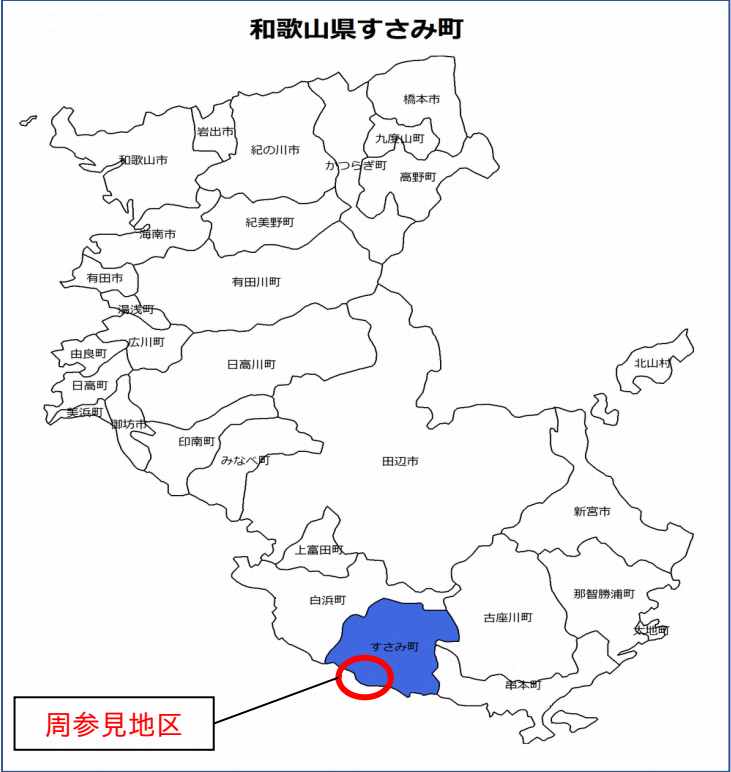 和歌山県すさみ町
橋本市
岩出市
九度山町
紀の川市
和歌山市
かつらぎ町
高野町
紀美野町
海南市
有田市
有田川町
湯浅町
広川町
由良町
日高川町
北山村
日高町
美浜町
御坊市
印南町
みなべ町
田辺市
新宮市
上富田町
那智勝浦町
白浜町
古座川町
太地町
すさみ町
串本町
周参見地区